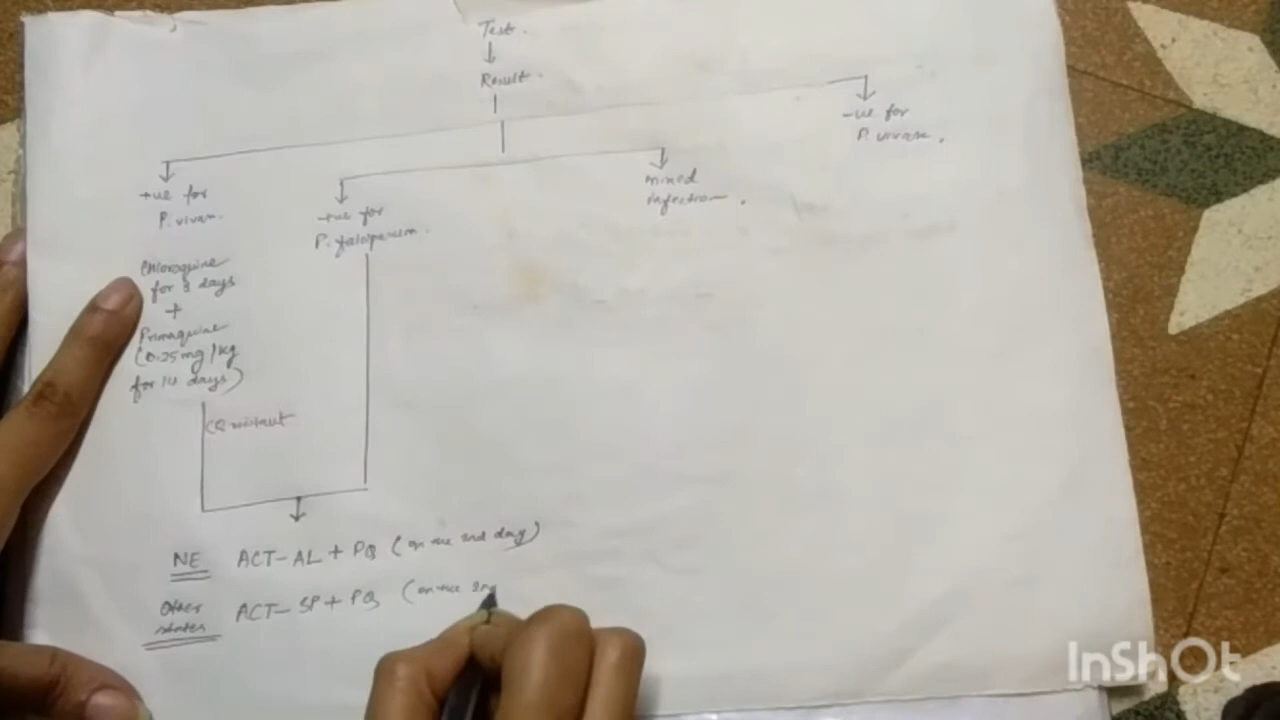 Test.
Result.
-ve for
P. vivax.
mixed
infection.
+ve for
P. vivax.
+ve for
P. falciparum.
Chloroquine
for 3 days
+
Primaquine
(0.25mg/kg
for 14 days)
CQ resistant
NE ACT-AL + PQ (on the 2nd day)
Other
states ACT-SP + PQ (on the 2n
InShOt